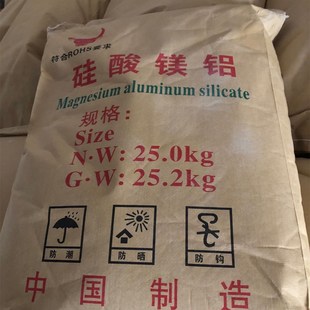 符合ROHS要求
硅酸镁铝
Magnesium aluminum silicate
规格:
Size
N·W: 25.0kg
G·W: 25.2kg
防潮 防晒 防钩
中国制造